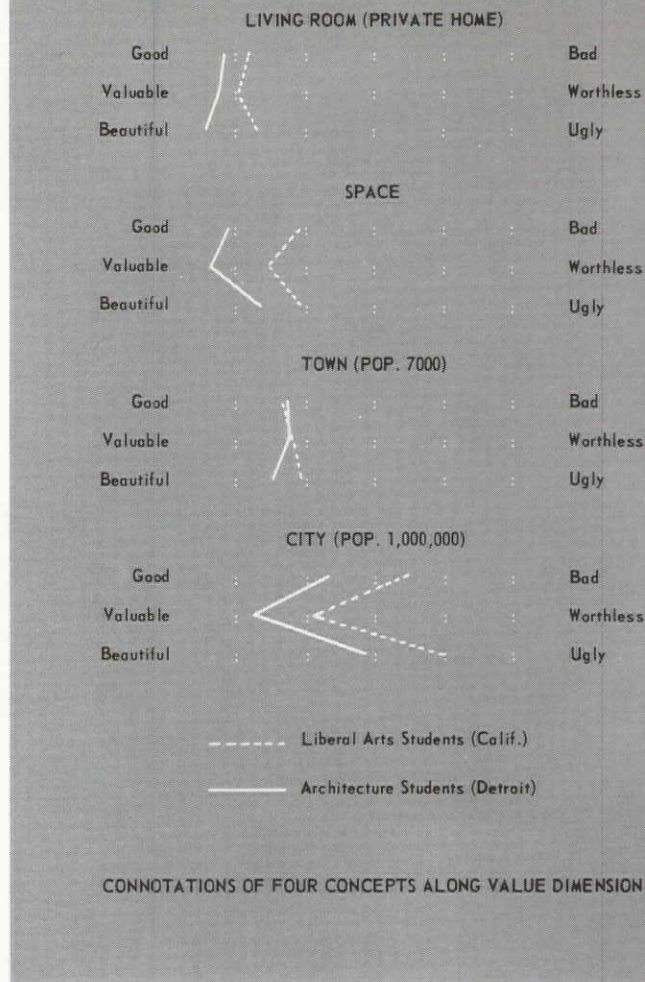 LIVING ROOM (PRIVATE HOME)
Good Bad
Valuable Worthless
Beautiful Ugly
SPACE
Good Bad
Valuable Worthless
Beautiful Ugly
TOWN (POP. 7000)
Good Bad
Valuable Worthless
Beautiful Ugly
CITY (POP. 1,000,000)
Good Bad
Valuable Worthless
Beautiful Ugly
Liberal Arts Students (Calif.)
Architecture Students (Detroit)
CONNOTATIONS OF FOUR CONCEPTS ALONG VALUE DIMENSION